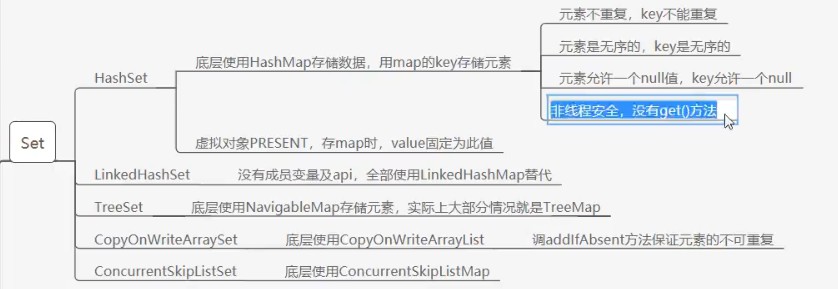 Set
HashSet
底层使用HashMap存储数据，用map的key存储元素
元素不重复，key不能重复
元素是无序的，key是无序的
元素允许一个null值，key允许一个null
非线程安全，没有get()方法
虚拟对象PRESENT，存map时，value固定为此值
LinkedHashSet
没有成员变量及api，全部使用LinkedHashMap替代
TreeSet
底层使用NavigableMap存储元素，实际上大部分情况就是TreeMap
CopyOnWriteArraySet
底层使用CopyOnWriteArrayList
调addIfAbsent方法保证元素的不可重复
ConcurrentSkipListSet
底层使用ConcurrentSkipListMap